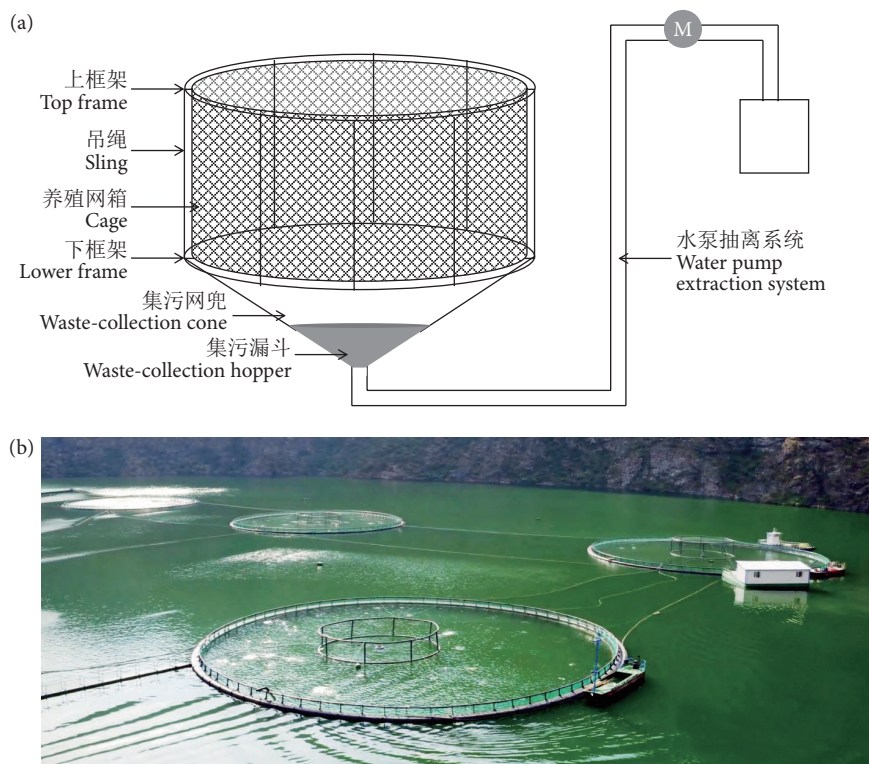 (a)
M
上框架
Top frame
吊绳
Sling
养殖网箱
Cage
下框架
Lower frame
集污网兜
Waste-collection cone
集污漏斗
Waste-collection hopper
水泵抽离系统
Water pump
extraction system
(b)